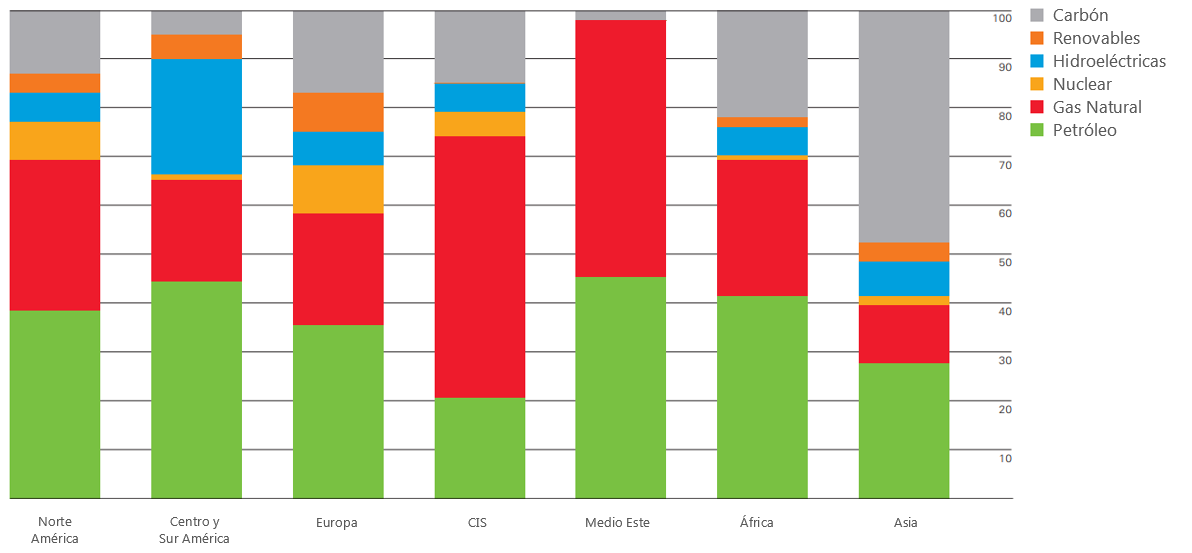 100
90
80
70
60
50
40
30
20
10
Carbón
Renovables
Hidroeléctricas
Nuclear
Gas Natural
Petróleo
Norte
América
Centro y
Sur América
Europa
CIS
Medio Este
África
Asia